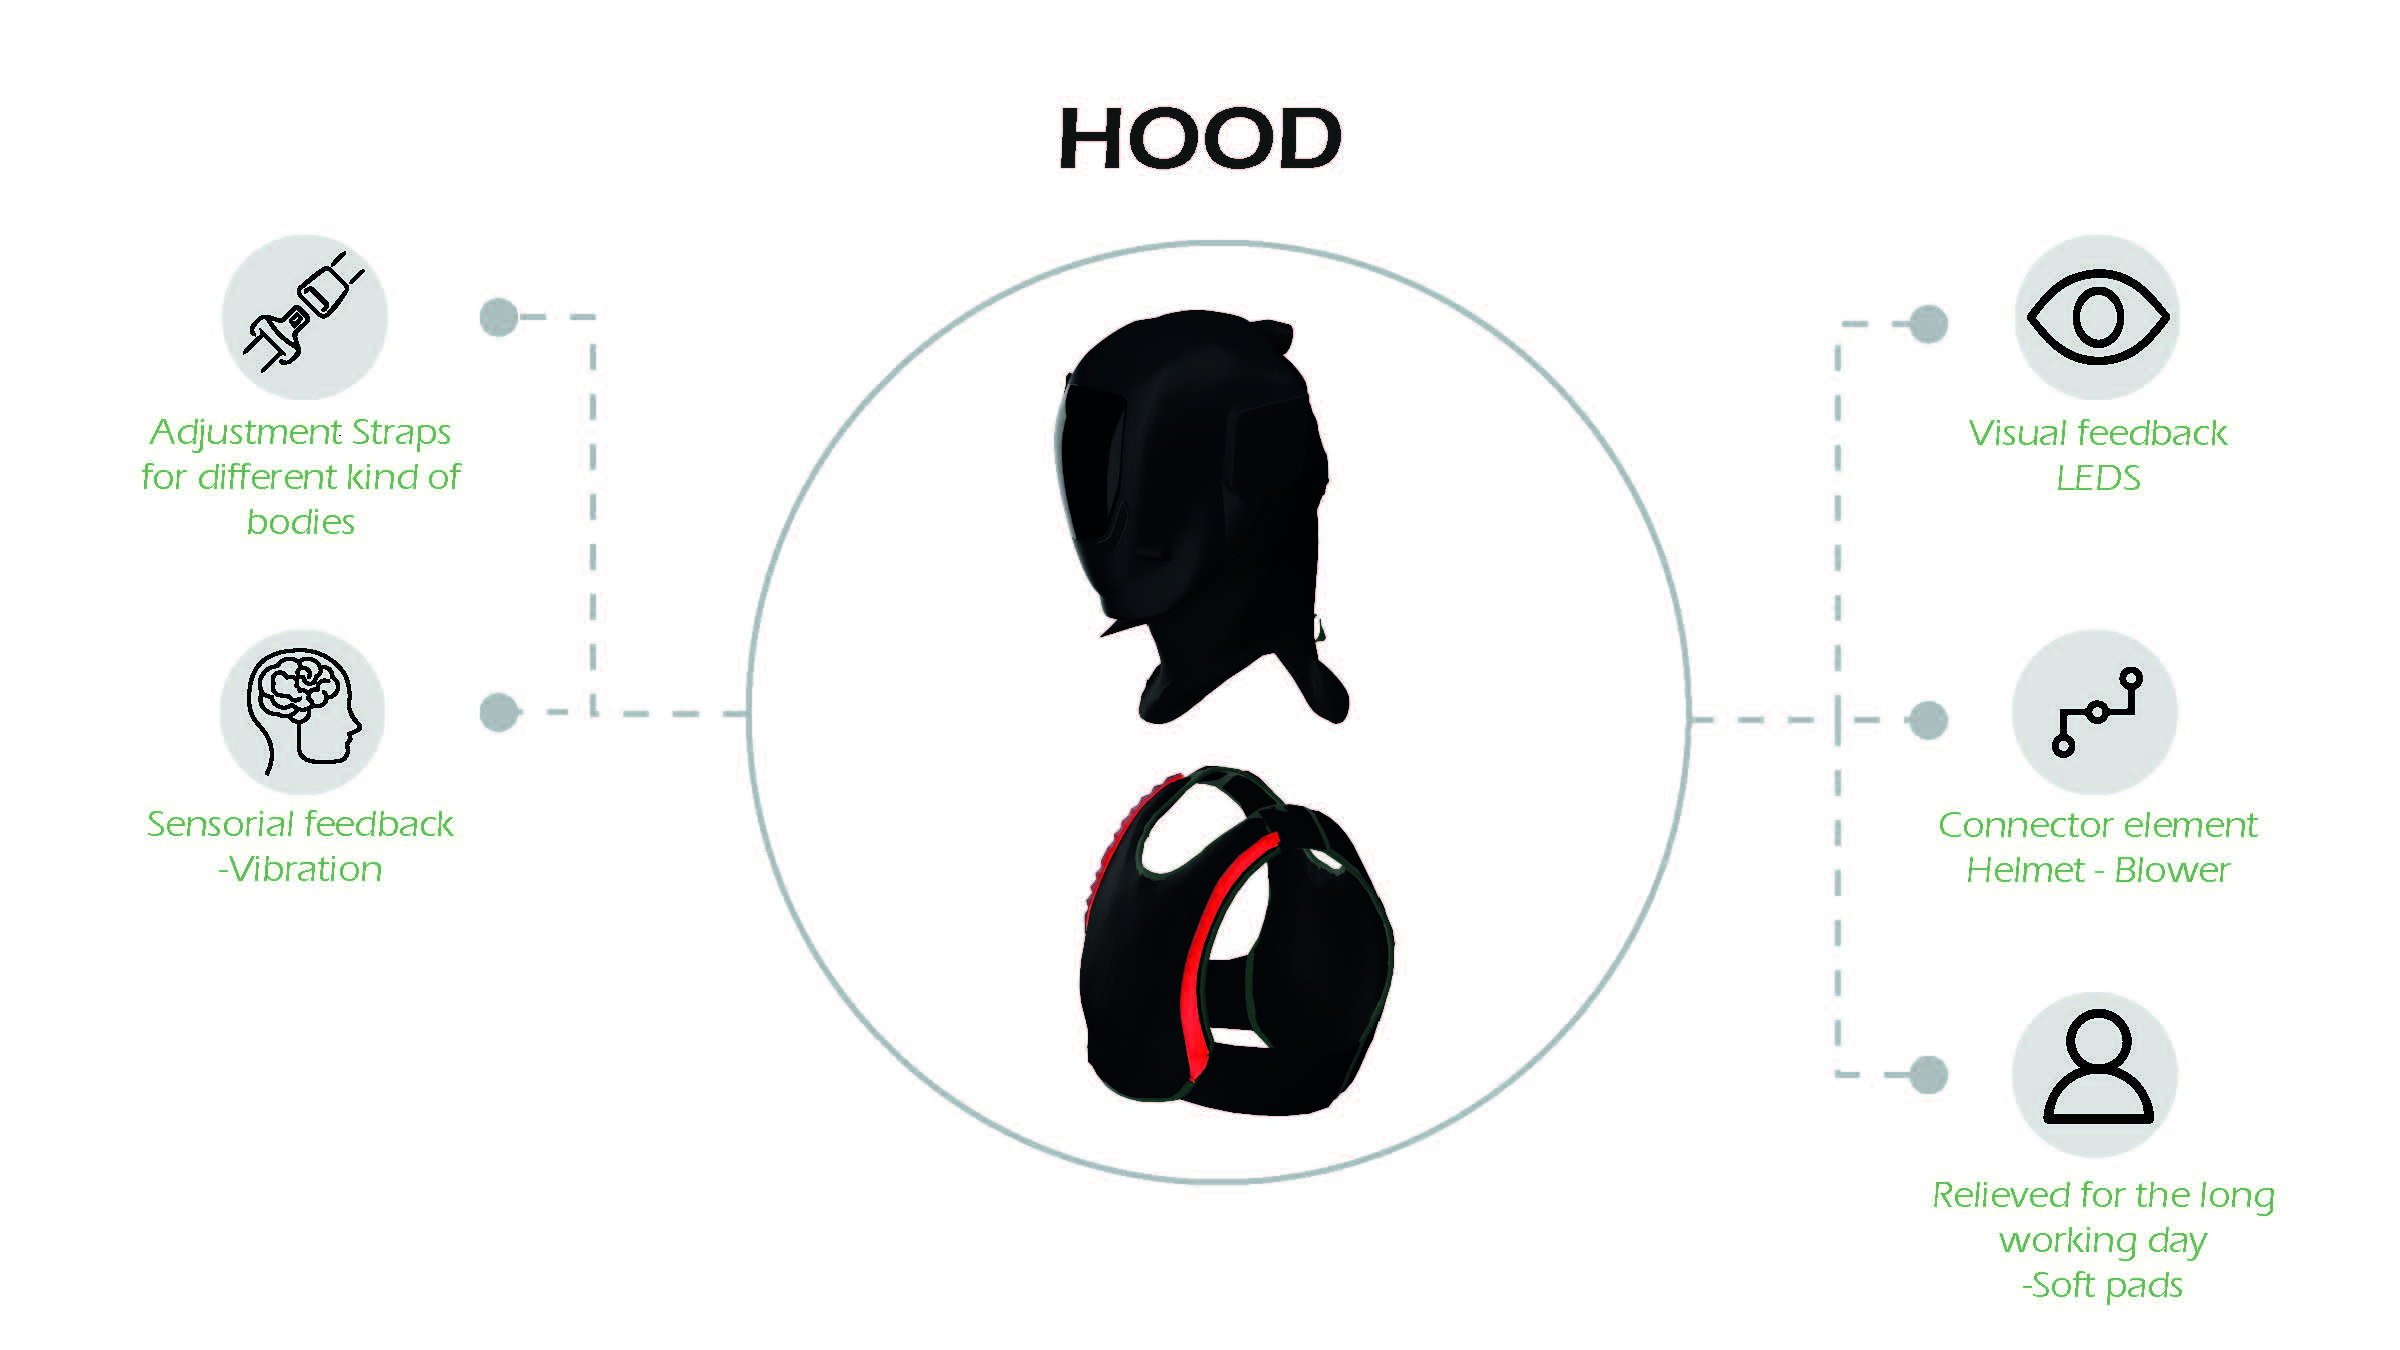 HOOD
Adjustment Straps
for different kind of
bodies
Sensorial feedback
-Vibration
Visual feedback
LEDS
Connector element
Helmet - Blower
Relieved for the long
working day
-Soft pads